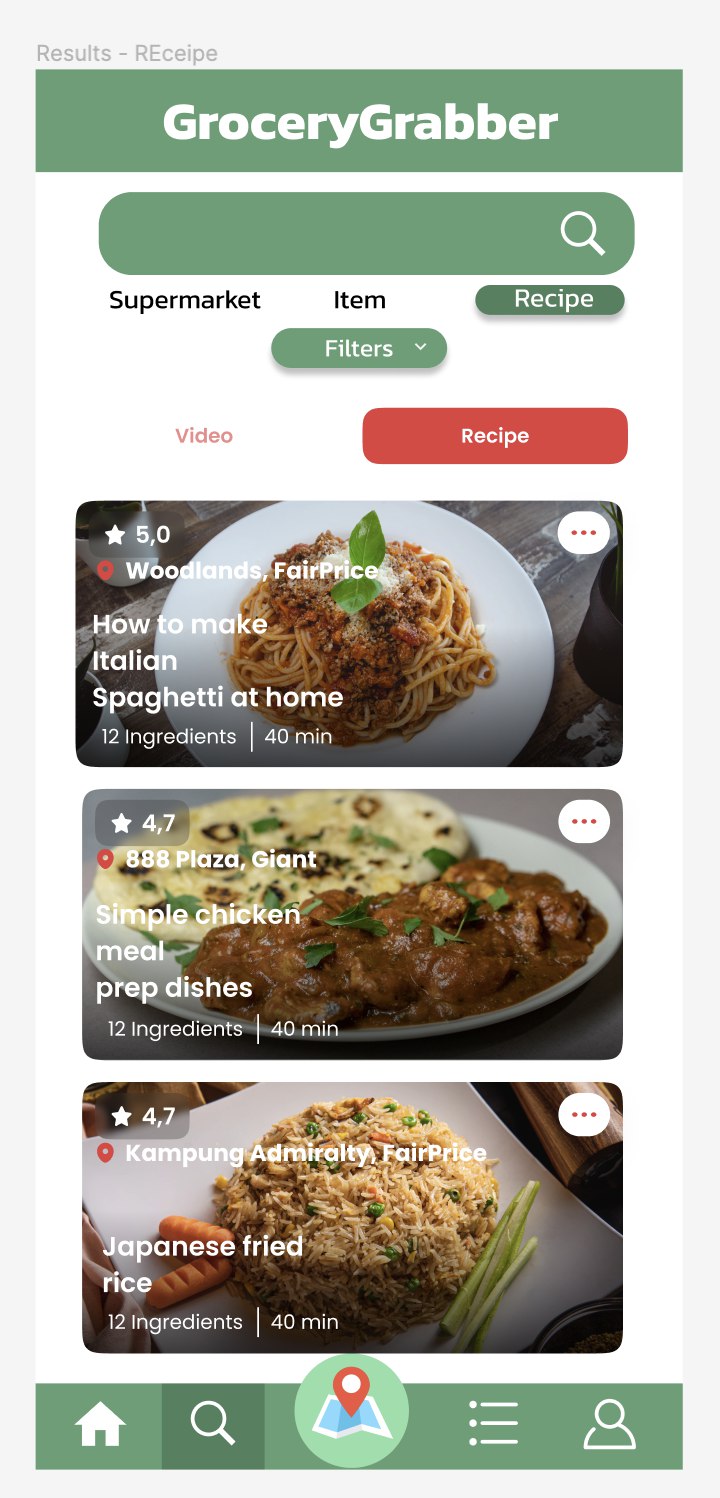 Results - REceipe
GroceryGrabber
Supermarket Item Recipe
Filters
Video Recipe
5,0
Woodlands, FairPrice
How to make
Italian
Spaghetti at home
12 Ingredients 40 min
4,7
888 Plaza, Giant
Simple chicken
meal
prep dishes
12 Ingredients 40 min
4,7
Kampung Admiralty, FairPrice
Japanese fried
rice
12 Ingredients 40 min